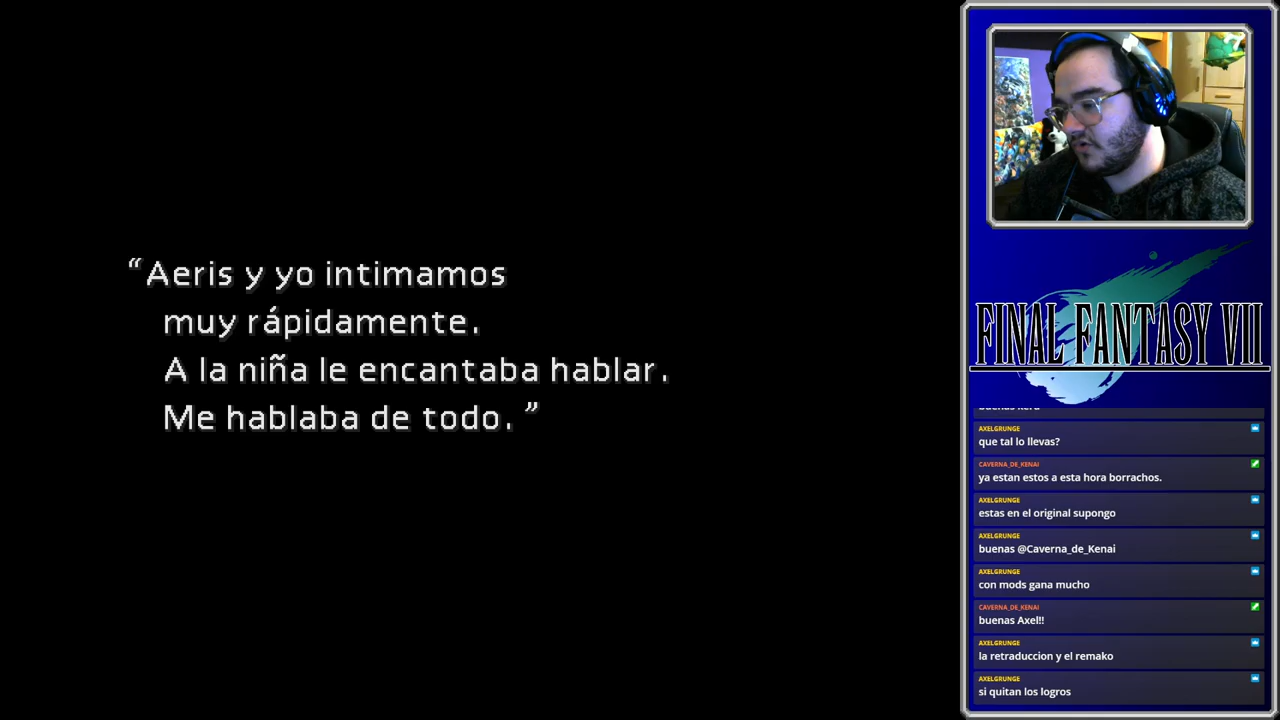 “Aeris y yo intimamos
muy rápidamente.
A la niña le encantaba hablar.
Me hablaba de todo.”
FINAL FANTASY VII
buenas kerd
AXELGRUNGE
que tal lo llevas?
CAVERNA_DE_KENAI
ya estan estos a esta hora borrachos.
AXELGRUNGE
estas en el original supongo
AXELGRUNGE
buenas @Caverna_de_Kenai
AXELGRUNGE
con mods gana mucho
CAVERNA_DE_KENAI
buenas Axel!!
AXELGRUNGE
la retraduccion y el remako
AXELGRUNGE
si quitan los logros